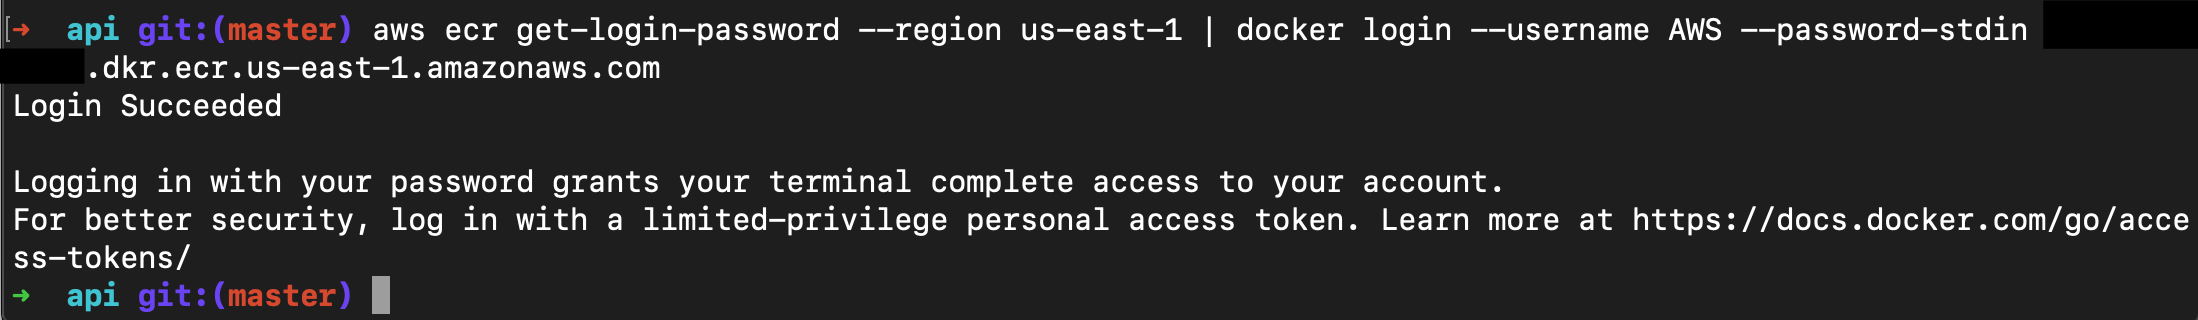 ➜  api git:(master) aws ecr get-login-password --region us-east-1 | docker login --username AWS --password-stdin
.dkr.ecr.us-east-1.amazonaws.com
Login Succeeded

Logging in with your password grants your terminal complete access to your account.
For better security, log in with a limited-privilege personal access token. Learn more at https://docs.docker.com/go/acce
ss-tokens/
➜  api git:(master)